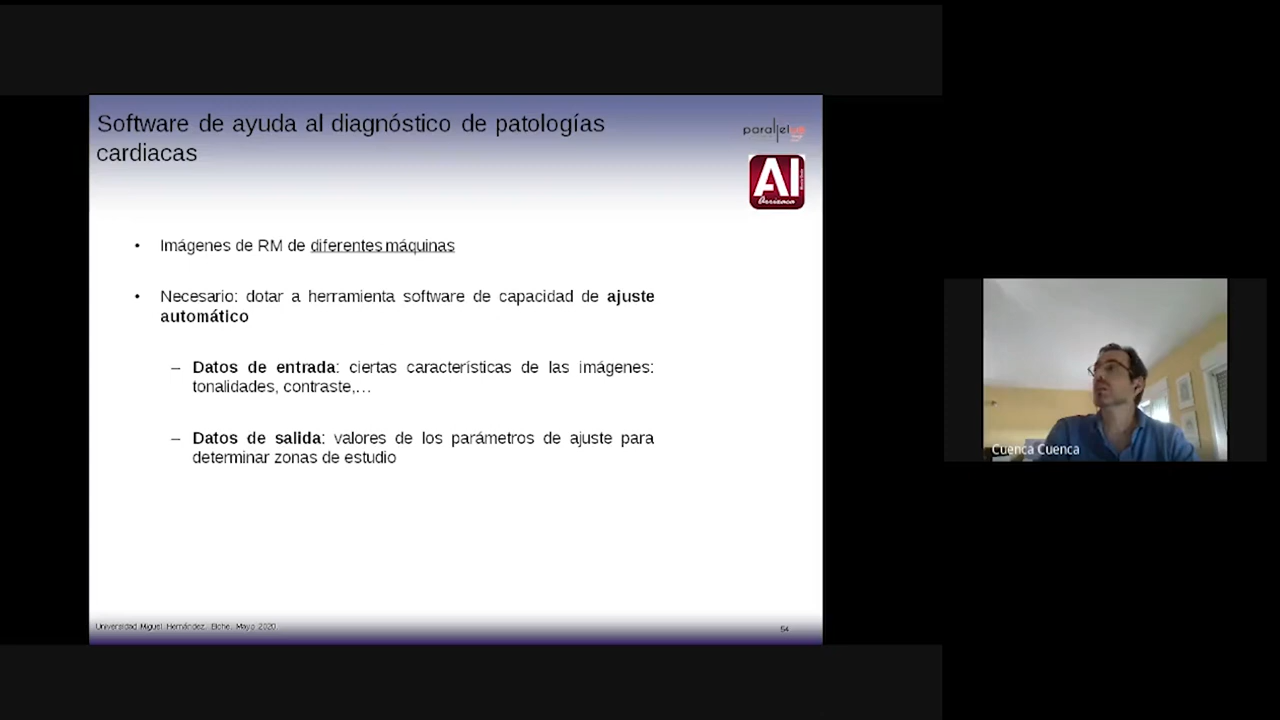 Software de ayuda al diagnóstico de patologías
cardiacas
parallel
AI
Arrixaca
• Imágenes de RM de diferentes máquinas
• Necesario: dotar a herramienta software de capacidad de ajuste
automático
– Datos de entrada: ciertas características de las imágenes:
tonalidades, contraste,…
– Datos de salida: valores de los parámetros de ajuste para
determinar zonas de estudio
Cuenca Cuenca
Universidad Miguel Hernández. Elche, Mayo 2020.
54